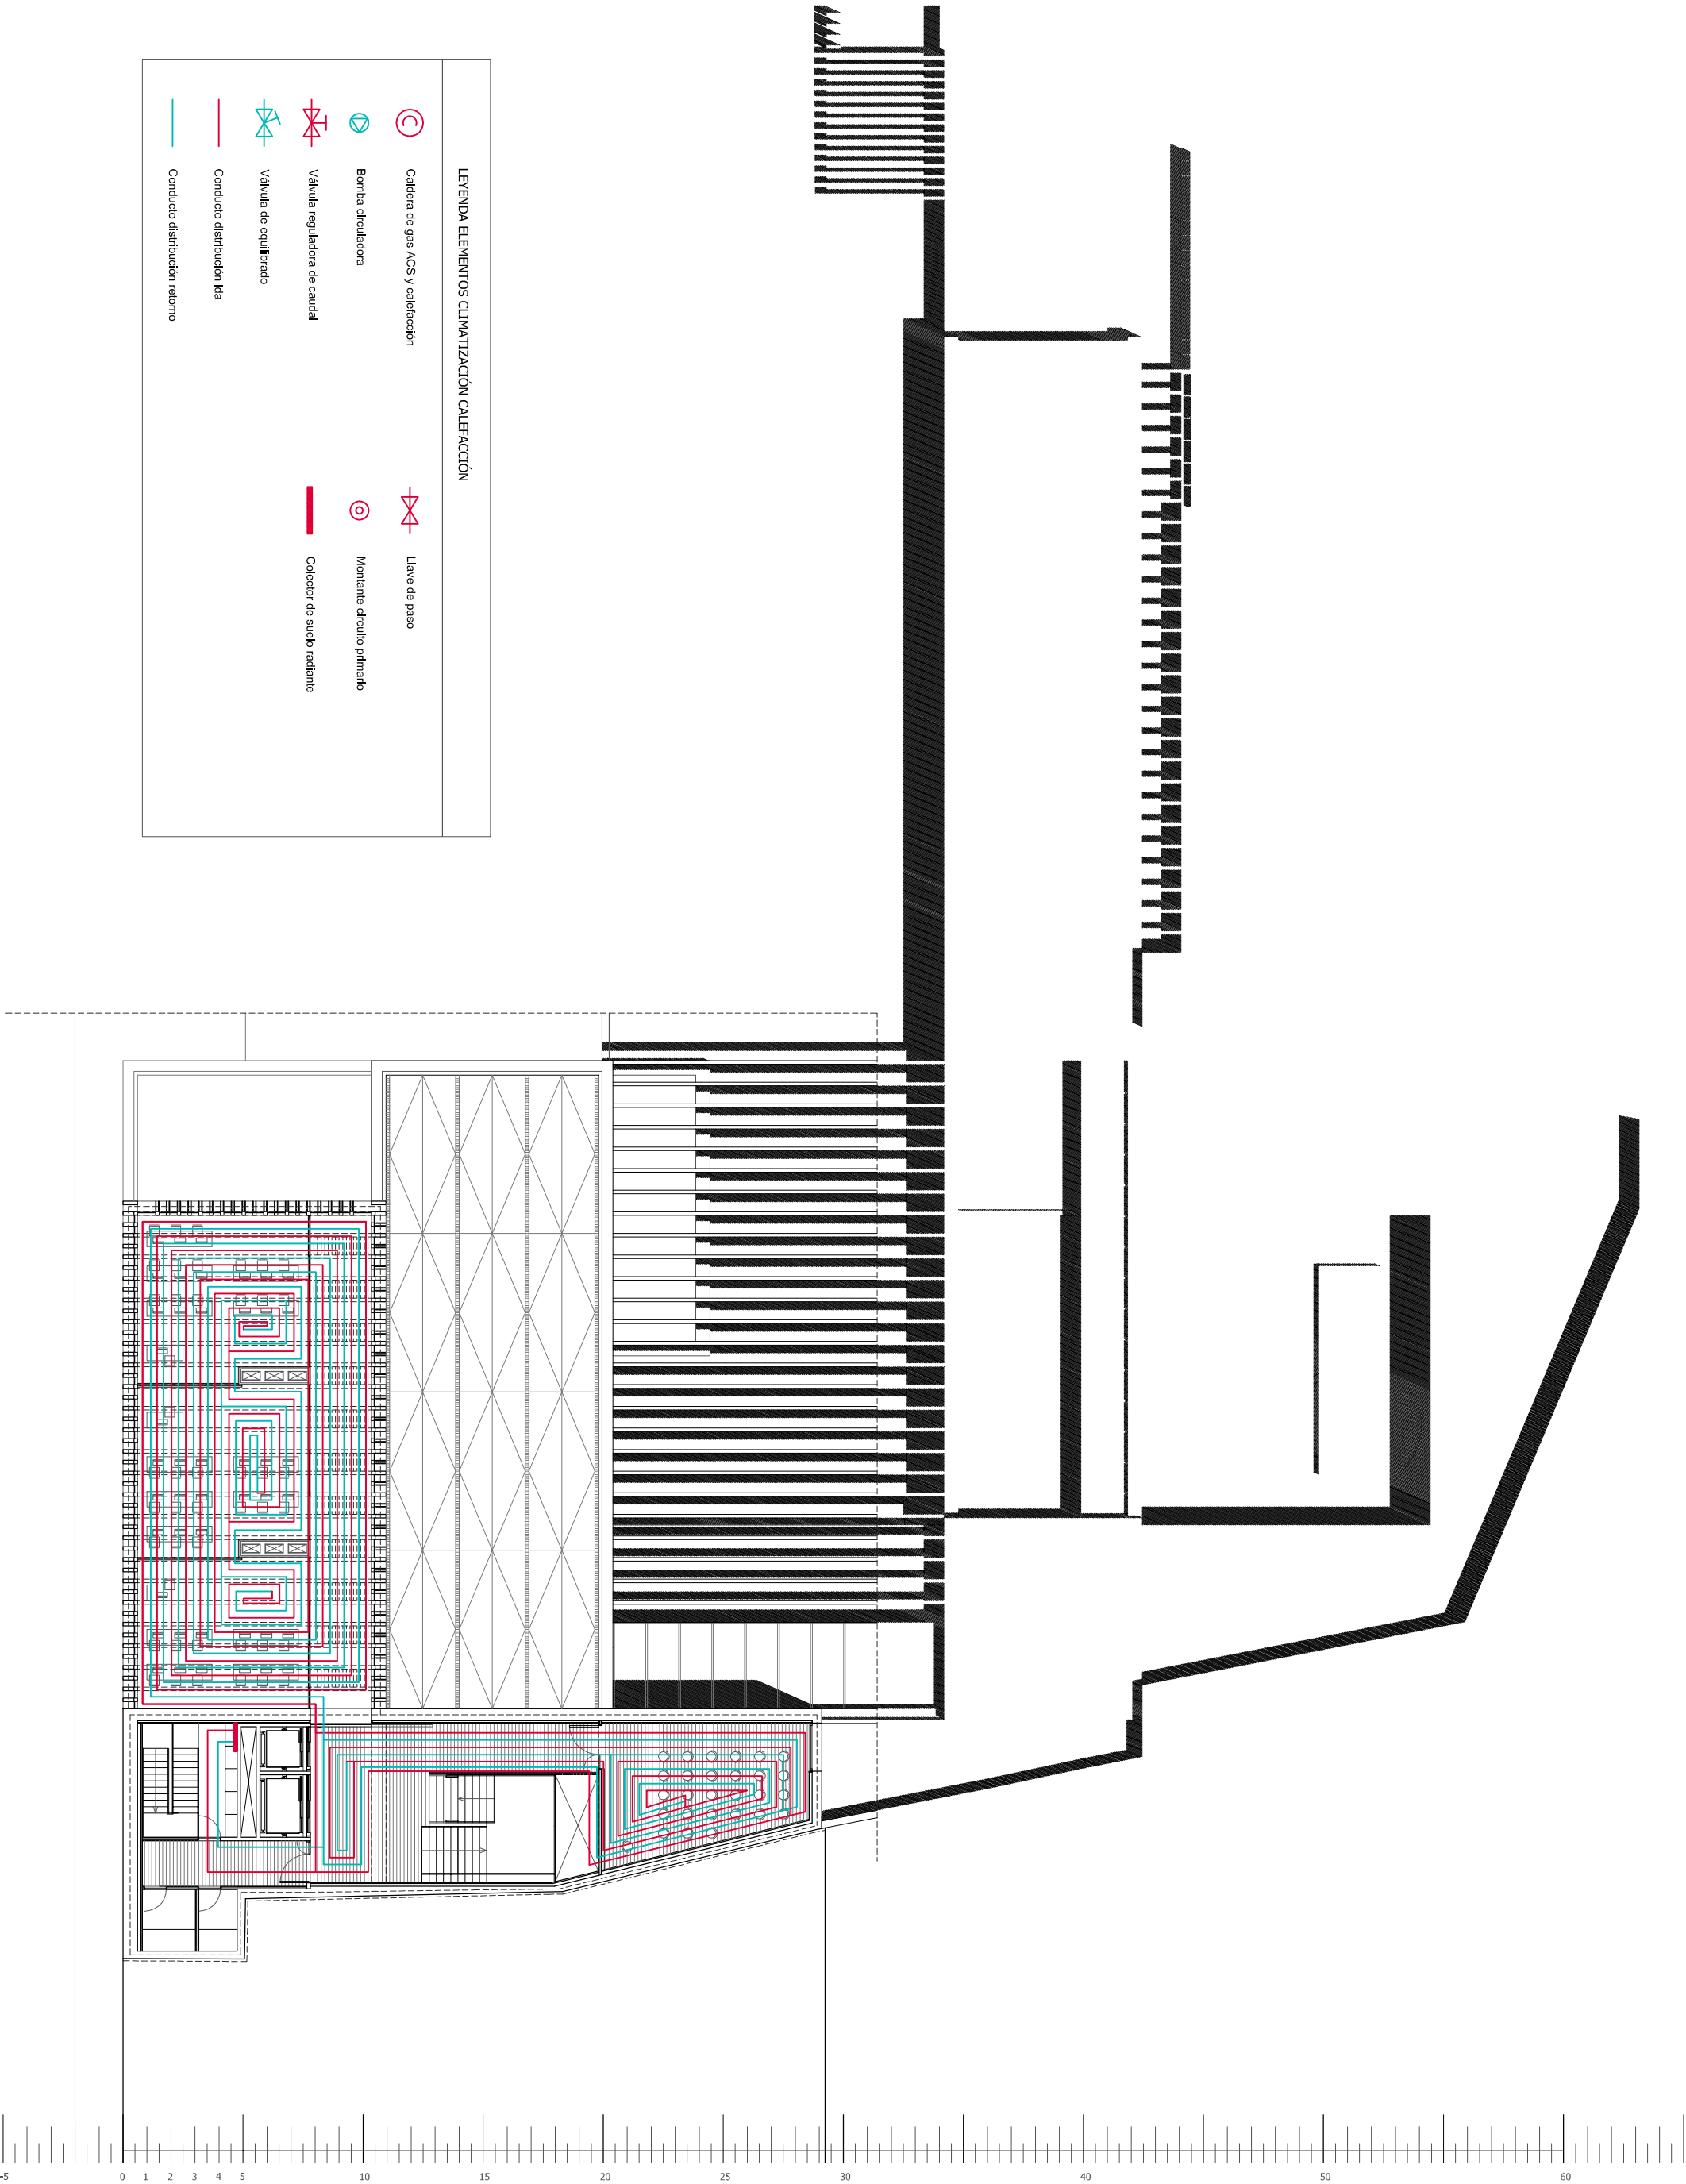 LEYENDA ELEMENTOS CLIMATIZACIÓN CALEFACCIÓN
Caldera de gas ACS y calefacción
Bomba circuladora
Válvula reguladora de caudal
Válvula de equilibrado
Conducto distribución ida
Conducto distribución retorno
Llave de paso
Montante circuito primario
Colector de suelo radiante
-5 0 1 2 3 4 5 10 15 20 25 30 40 50 60